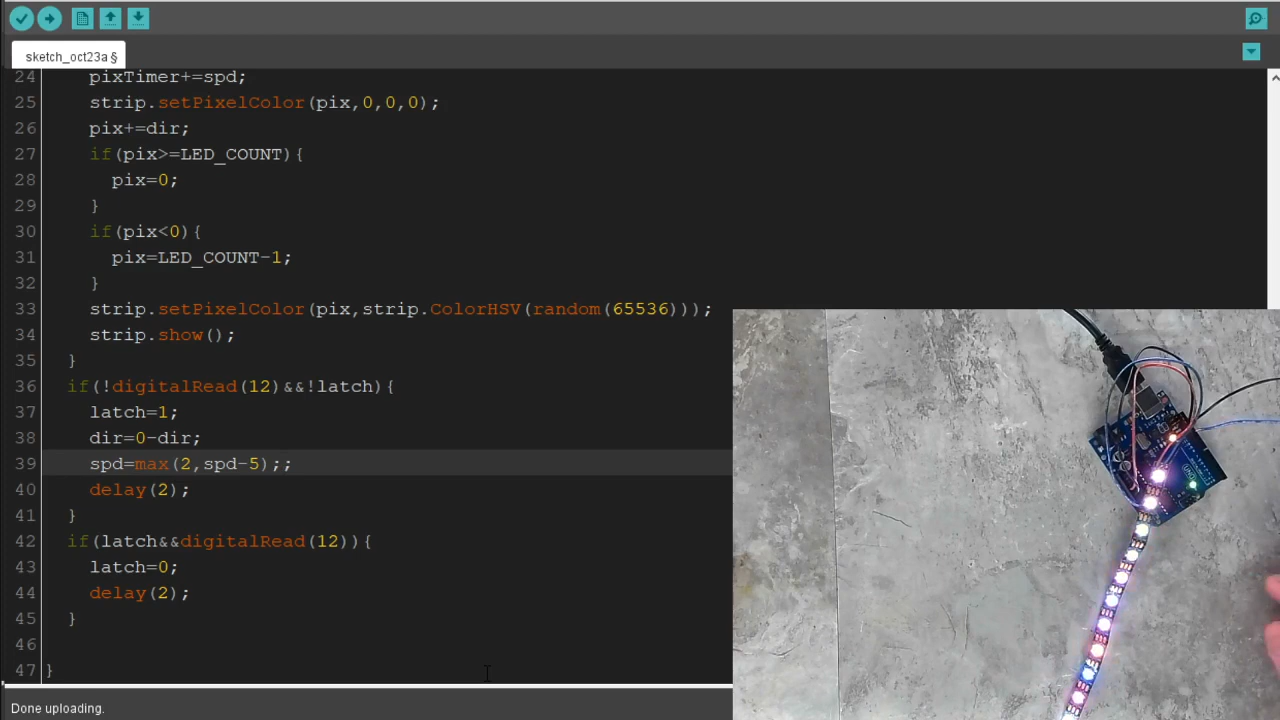 sketch_oct23a §
24 pixTimer+=spd;
25 strip.setPixelColor(pix,0,0,0);
26 pix+=dir;
27 if(pix>=LED_COUNT){
28 pix=0;
29 }
30 if(pix<0){
31 pix=LED_COUNT-1;
32 }
33 strip.setPixelColor(pix,strip.ColorHSV(random(65536)));
34 strip.show();
35 }
36 if(!digitalRead(12)&&!latch){
37 latch=1;
38 dir=0-dir;
39 spd=max(2,spd-5);;
40 delay(2);
41 }
42 if(latch&&digitalRead(12)){
43 latch=0;
44 delay(2);
45 }
46
47 }
Done uploading.
UNO